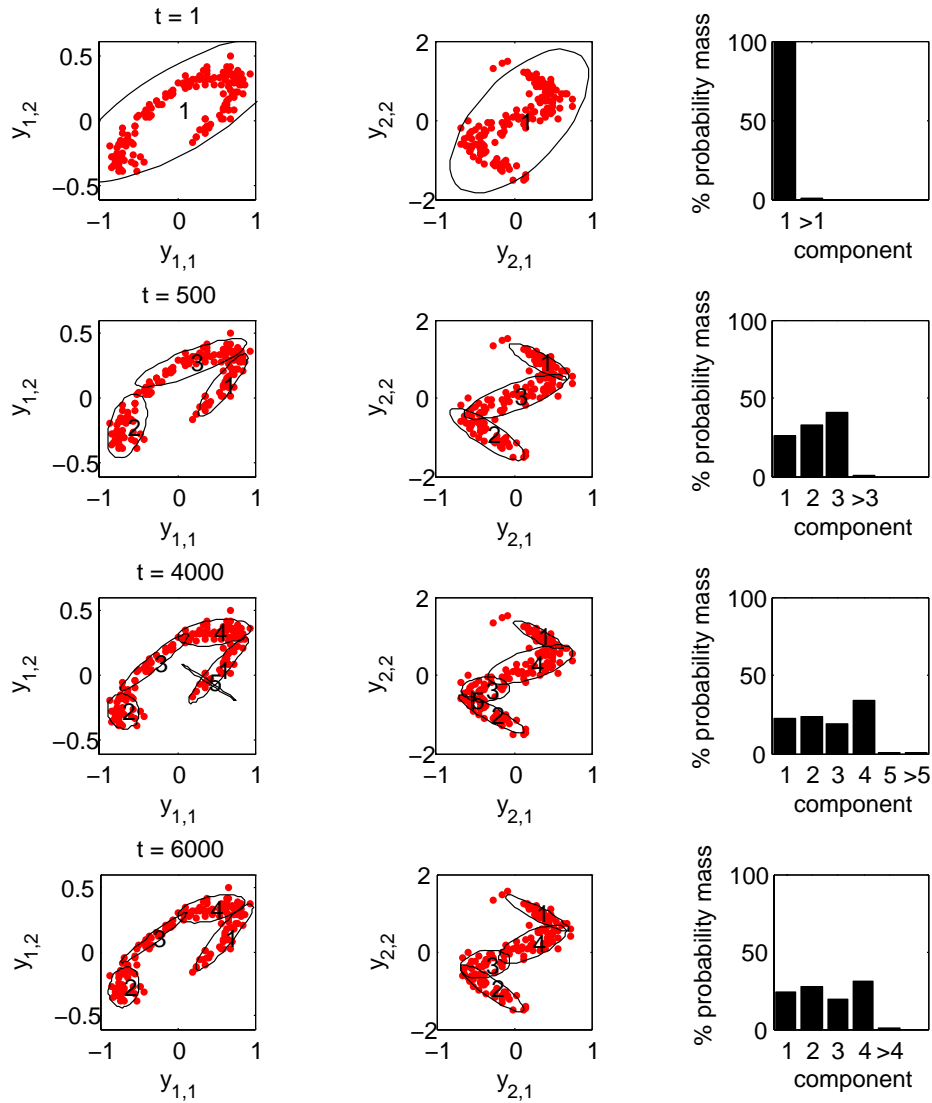 t = 1
0.5
0
−0.5
−1 0 1
y1,2
y1,1
1
2
0
−2
−1 0 1
y2,2
y2,1
1
100
50
0
1 >1
% probability mass
component
t = 500
0.5
0
−0.5
−1 0 1
y1,2
y1,1
3
1
2
2
0
−2
−1 0 1
y2,2
y2,1
1
3
2
100
50
0
1 2 3 >3
% probability mass
component
t = 4000
0.5
0
−0.5
−1 0 1
y1,2
y1,1
4
3
1
5
2
2
0
−2
−1 0 1
y2,2
y2,1
1
4
3
5
2
100
50
0
1 2 3 4 5 >5
% probability mass
component
t = 6000
0.5
0
−0.5
−1 0 1
y1,2
y1,1
4
3
1
2
2
0
−2
−1 0 1
y2,2
y2,1
1
4
3
2
100
50
0
1 2 3 4 >4
% probability mass
component